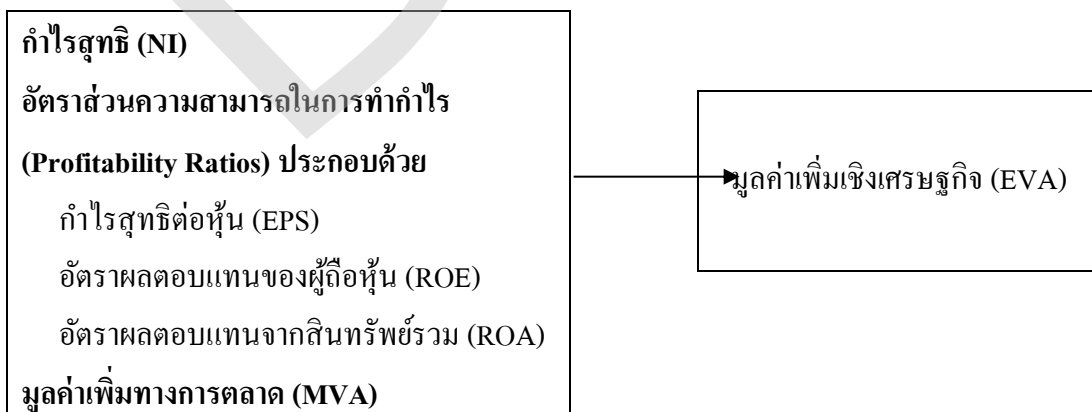 กำไรสุทธิ (NI)
อัตราส่วนความสามารถในการทำกำไร
(Profitability Ratios) ประกอบด้วย
กำไรสุทธิต่อหุ้น (EPS)
อัตราผลตอบแทนของผู้ถือหุ้น (ROE)
อัตราผลตอบแทนจากสินทรัพย์รวม (ROA)
มูลค่าเพิ่มทางการตลาด (MVA)
มูลค่าเพิ่มเชิงเศรษฐกิจ (EVA)